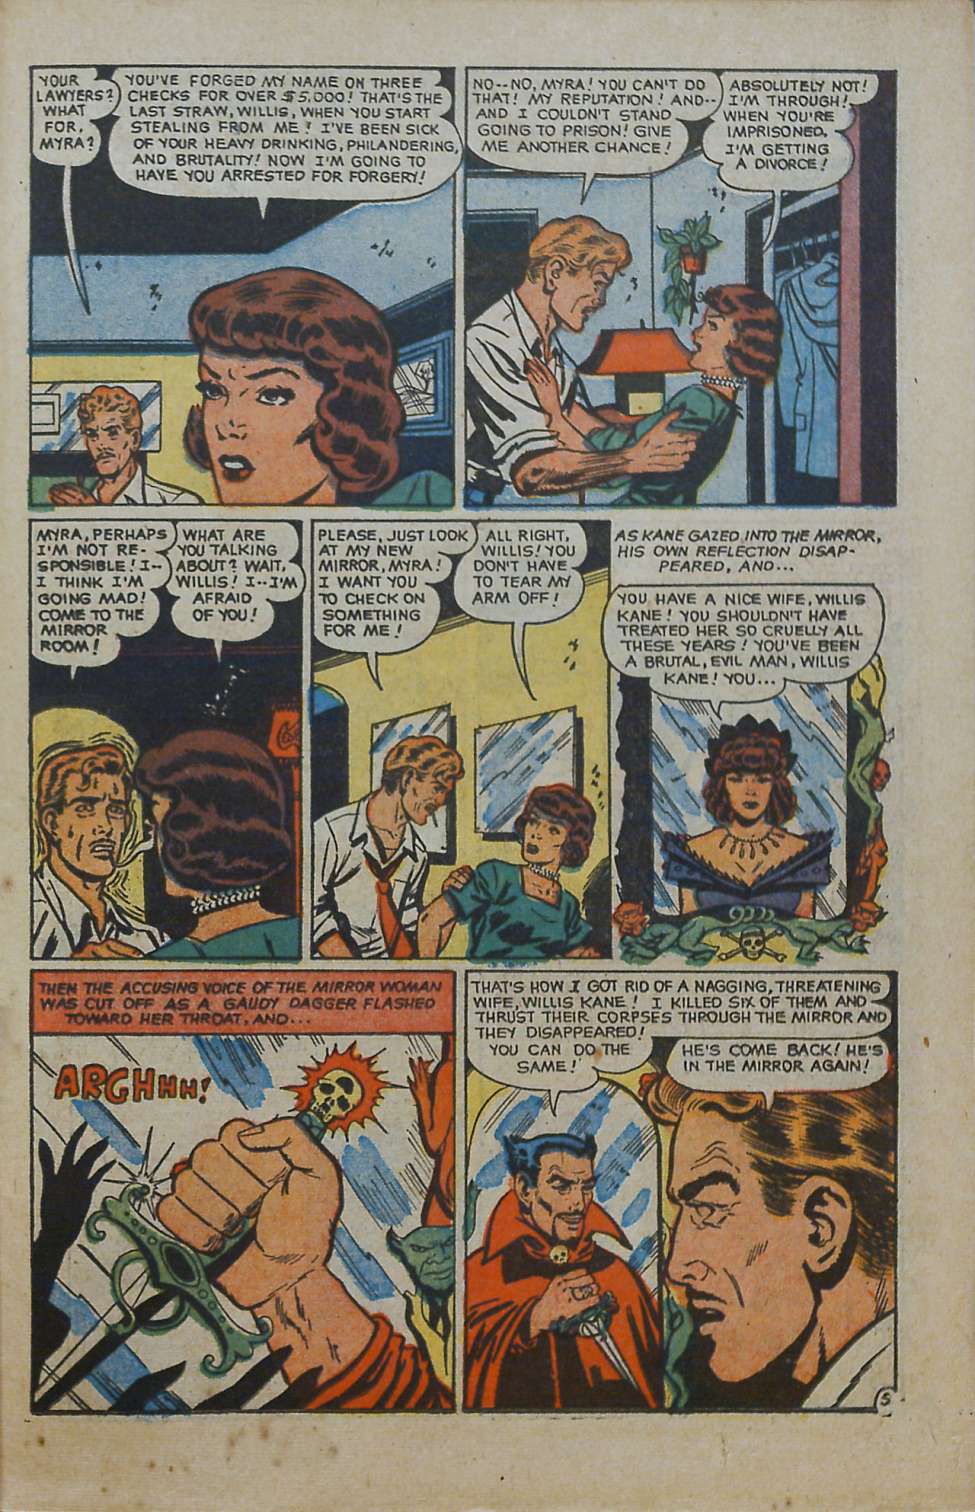 YOUR
LAWYERS?
WHAT
FOR,
MYRA?
YOU'VE FORGED MY NAME ON THREE
CHECKS FOR OVER $5,000! THAT'S THE
LAST STRAW, WILLIS, WHEN YOU START
STEALING FROM ME! I'VE BEEN SICK
OF YOUR HEAVY DRINKING, PHILANDERING,
AND BRUTALITY! NOW I'M GOING TO
HAVE YOU ARRESTED FOR FORGERY!
NO--NO, MYRA! YOU CAN'T DO
THAT! MY REPUTATION! AND--
AND I COULDN'T STAND
GOING TO PRISON! GIVE
ME ANOTHER CHANCE!
ABSOLUTELY NOT!
I'M THROUGH!
WHEN YOU'RE
IMPRISONED,
I'M GETTING
A DIVORCE!
MYRA, PERHAPS
I'M NOT RE-
SPONSIBLE! I--
I THINK I'M
GOING MAD!
COME TO THE
MIRROR
ROOM!
WHAT ARE
YOU TALKING
ABOUT? WAIT,
WILLIS! I--I'M
AFRAID
OF YOU!
PLEASE, JUST LOOK
AT MY NEW
MIRROR, MYRA!
I WANT YOU
TO CHECK ON
SOMETHING
FOR ME!
ALL RIGHT,
WILLIS! YOU
DON'T HAVE
TO TEAR MY
ARM OFF!
AS KANE GAZED INTO THE MIRROR,
HIS OWN REFLECTION DISAP-
PEARED, AND...
YOU HAVE A NICE WIFE, WILLIS
KANE! YOU SHOULDN'T HAVE
TREATED HER SO CRUELLY ALL
THESE YEARS! YOU'VE BEEN
A BRUTAL, EVIL MAN, WILLIS
KANE! YOU...
THEN THE ACCUSING VOICE OF THE MIRROR WOMAN
WAS CUT OFF AS A GAUDY DAGGER FLASHED
TOWARD HER THROAT, AND...
ARGHHHH!
THAT'S HOW I GOT RID OF A NAGGING, THREATENING
WIFE, WILLIS KANE! I KILLED SIX OF THEM AND
THRUST THEIR CORPSES THROUGH THE MIRROR AND
THEY DISAPPEARED!
YOU CAN DO THE
SAME!
HE'S COME BACK! HE'S
IN THE MIRROR AGAIN!
5